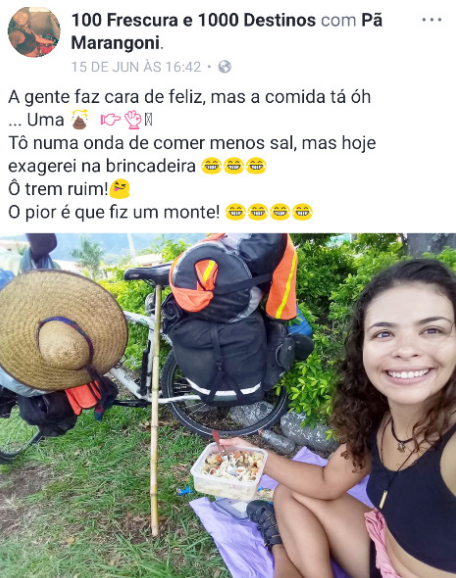 100 Frescura e 1000 Destinos com Pã
Marangoni.
15 DE JUN ÀS 16:42 •
A gente faz cara de feliz, mas a comida tá óh
... Uma 💩 👉👌
Tô numa onda de comer menos sal, mas hoje
exagerei na brincadeira 😂😂😂
Ô trem ruim!😝
O pior é que fiz um monte! 😂😂😂😂